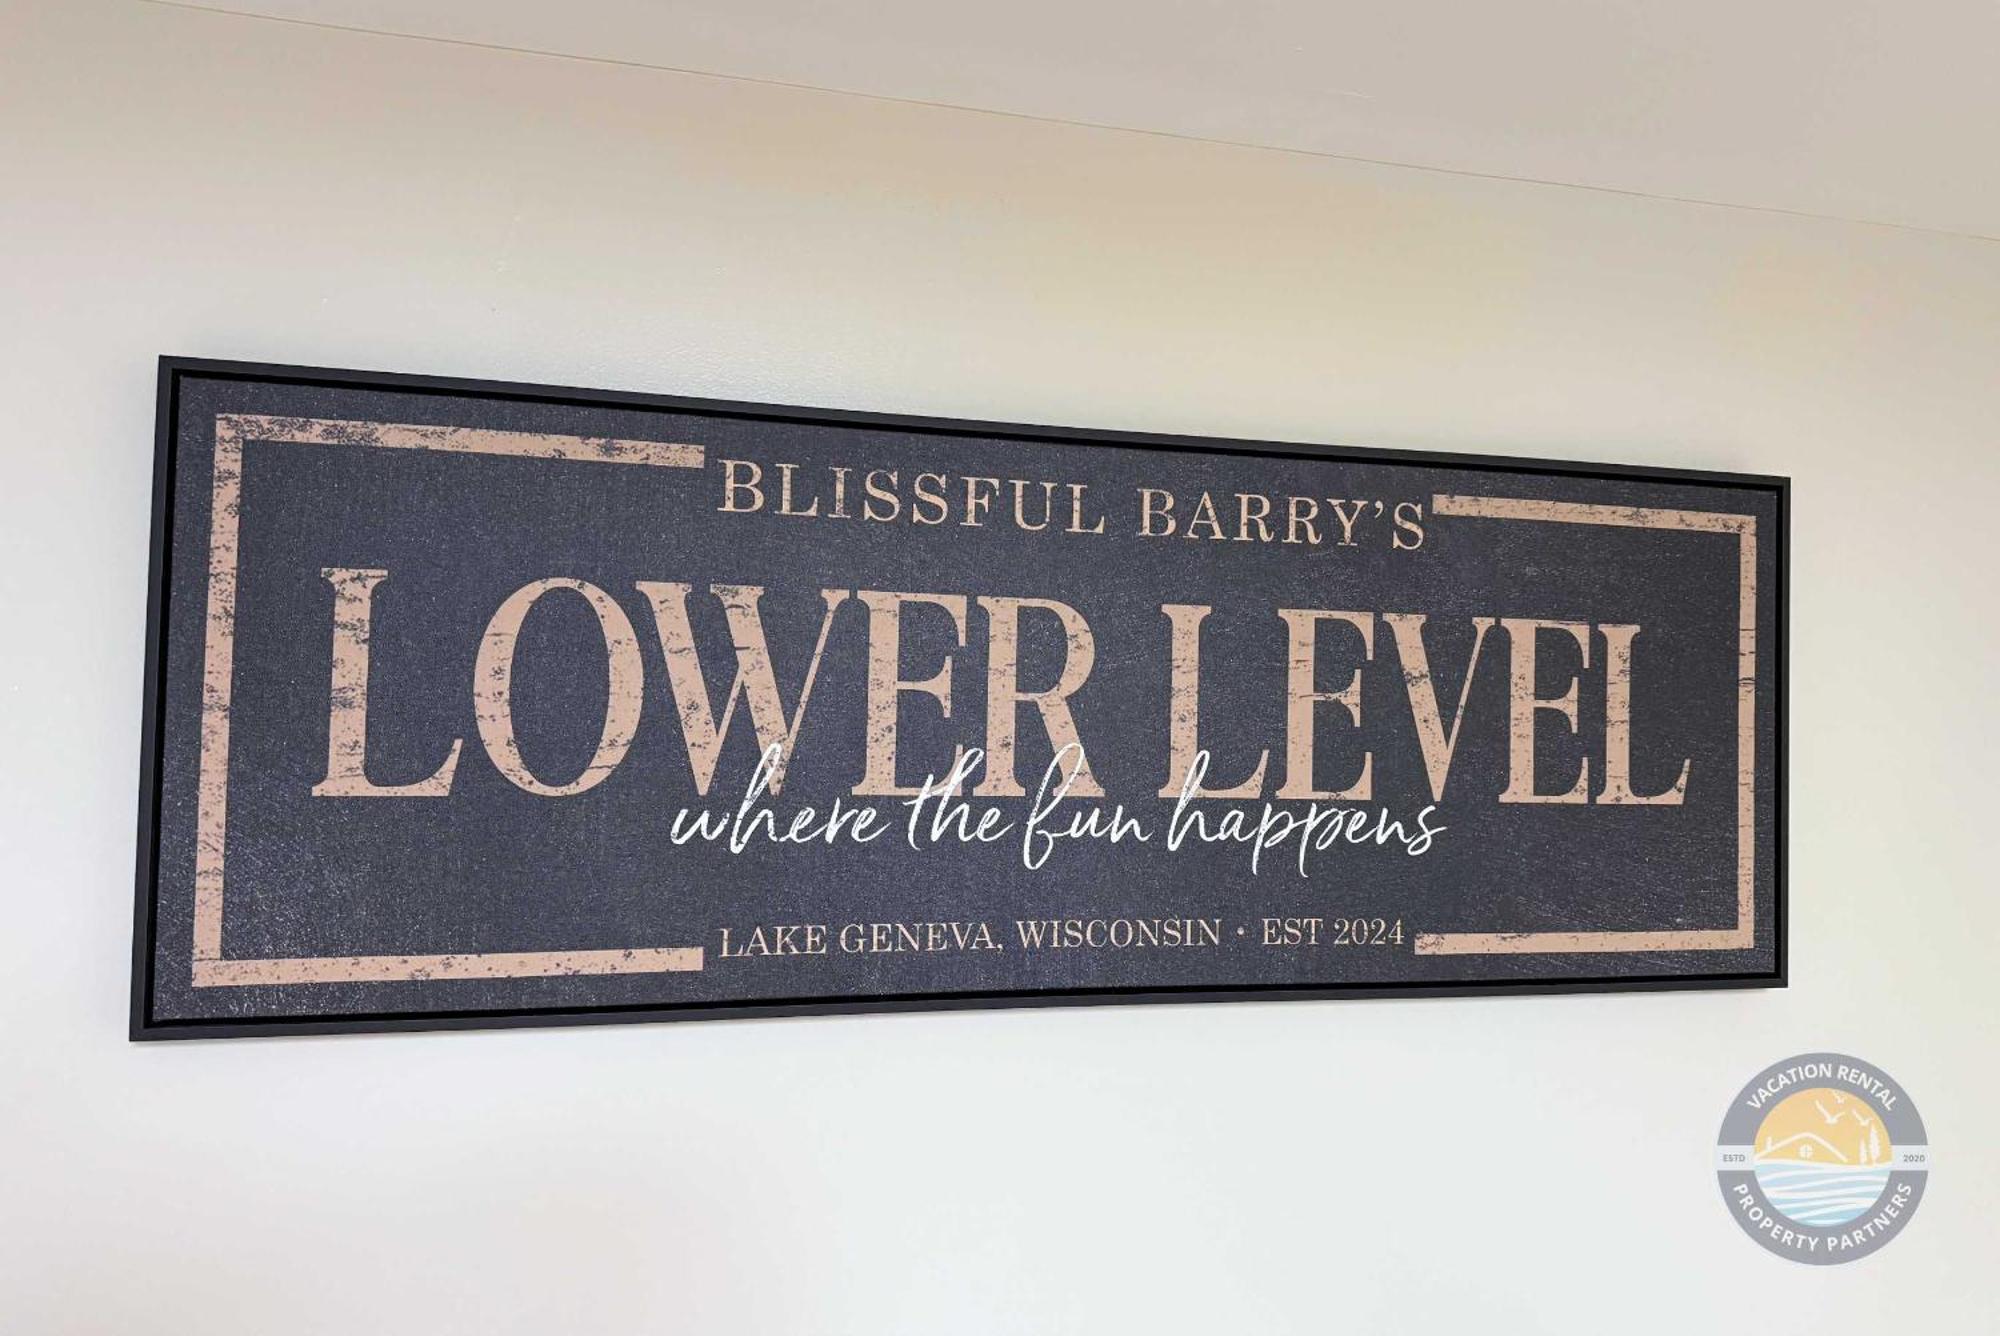 BLISSFUL BARRY'S
LOWER LEVEL
where the fun happens
LAKE GENEVA, WISCONSIN • EST 2024
VACATION RENTAL
ESTD 2020
PROPERTY PARTNERS